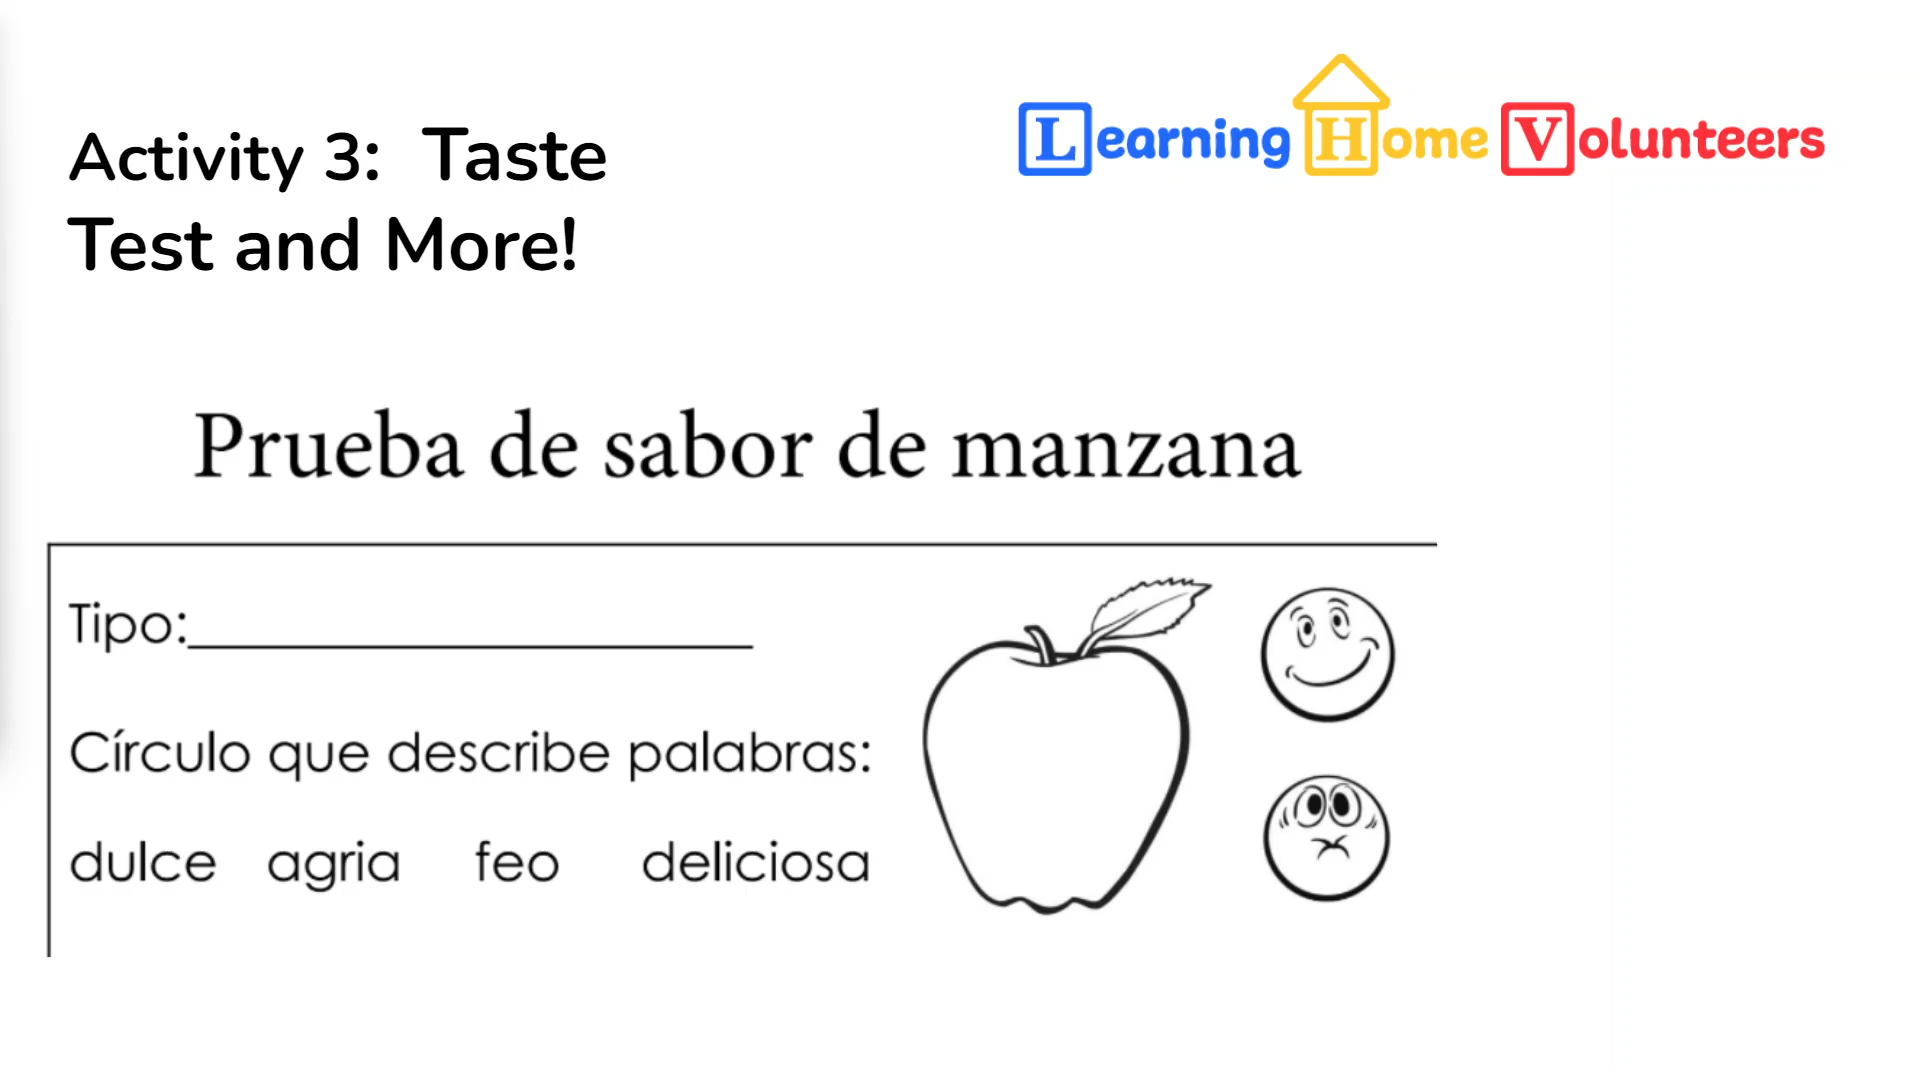 Learning Home Volunteers
Activity 3: Taste
Test and More!
Prueba de sabor de manzana
Tipo:____________________
Círculo que describe palabras:
dulce agria feo deliciosa